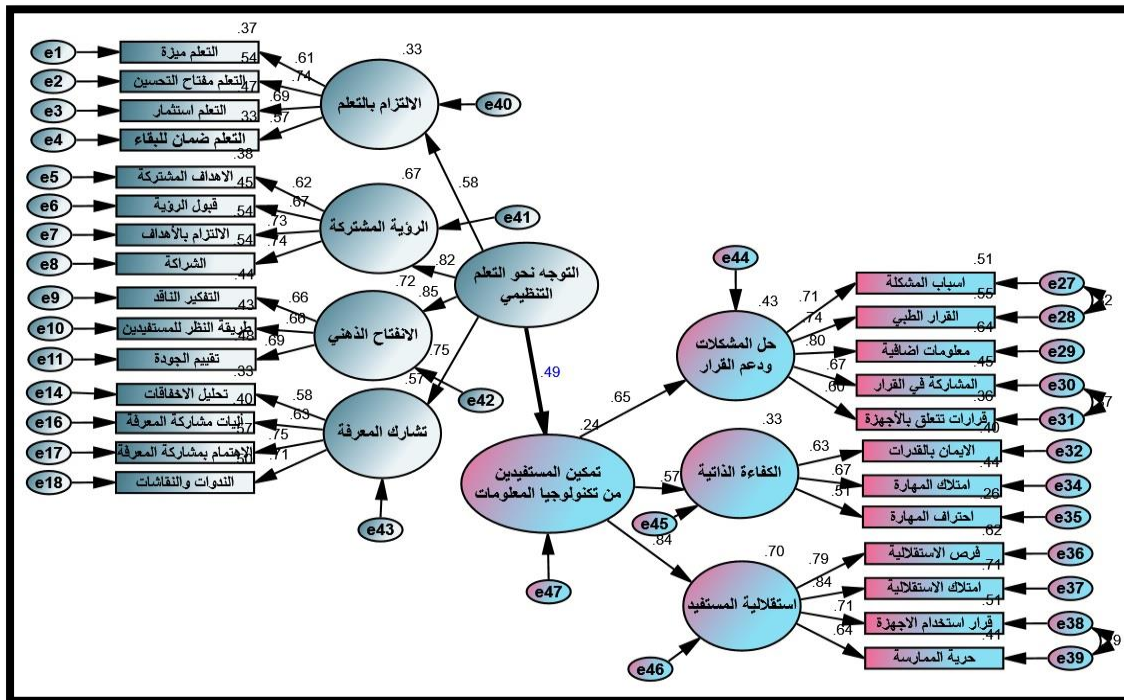 .37
e1
التعلم ميزة
.61
.54
e2
التعلم مفتاح التحسين
.74
.47
e3
التعلم استثمار
.69
.33
e4
التعلم ضمان للبقاء
.57
.33
الالتزام بالتعلم
e40
.58
.38
e5
الاهداف المشتركة
.62
.45
e6
قبول الرؤية
.67
.54
e7
الالتزام بالأهداف
.73
.54
e8
الشراكة
.74
.67
الرؤية المشتركة
e41
.82
.44
e9
التفكير الناقد
.66
.43
e10
طريقة النظر للمستفيدين
.66
.48
e11
تقييم الجودة
.69
.72
الانفتاح الذهني
e42
.85
.33
e14
تحليل الاخفاقات
.58
.40
e16
أليات مشاركة المعرفة
.63
.57
e17
الاهتمام بمشاركة المعرفة
.75
.50
e18
الندوات والنقاشات
.71
.57
تشارك المعرفة
e43
.75
التوجه نحو التعلم
التنظيمي
.49
.24
تمكين المستفيدين
من تكنولوجيا المعلومات
e47
.65
e44
.43
حل المشكلات
ودعم القرار
.71
.51
اسباب المشكلة
e27
.74
.55
القرار الطبي
e28
.80
.64
معلومات اضافية
e29
.67
.45
المشاركة في القرار
e30
.60
.36
قرارات تتعلق بالأجهزة
e31
.57
e45
.33
الكفاءة الذاتية
.63
.40
الايمان بالقدرات
e32
.67
.44
امتلاك المهارة
e34
.51
.26
احتراف المهارة
e35
.84
e46
.70
استقلالية المستفيد
.79
.62
فرص الاستقلالية
e36
.84
.71
امتلاك الاستقلالية
e37
.71
.51
قرار استخدام الاجهزة
e38
.64
.41
حرية الممارسة
e39